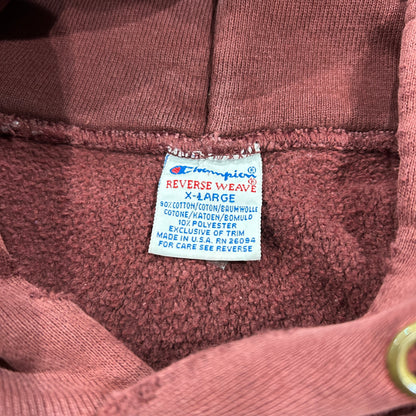 Champion®
REVERSE WEAVE®
X-LARGE
90% COTTON/COTON/BAUMWOLLE
COTONE/KATOEN/BOMULD
10% POLYESTER
EXCLUSIVE OF TRIM
MADE IN U.S.A. RN 26094
FOR CARE SEE REVERSE